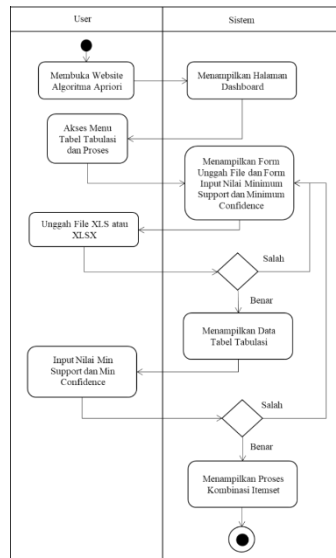 User
Sistem
Membuka Website
Algoritma Apriori
Menampilkan Halaman
Dashboard
Akses Menu
Tabel Tabulasi
dan Proses
Menampilkan Form
Unggah File dan Form
Input Nilai Minimum
Support dan Minimum
Confidence
Unggah File XLS atau
XLSX
Salah
Benar
Menampilkan Data
Tabel Tabulasi
Input Nilai Min
Support dan Min
Confidence
Salah
Benar
Menampilkan Proses
Kombinasi Itemset